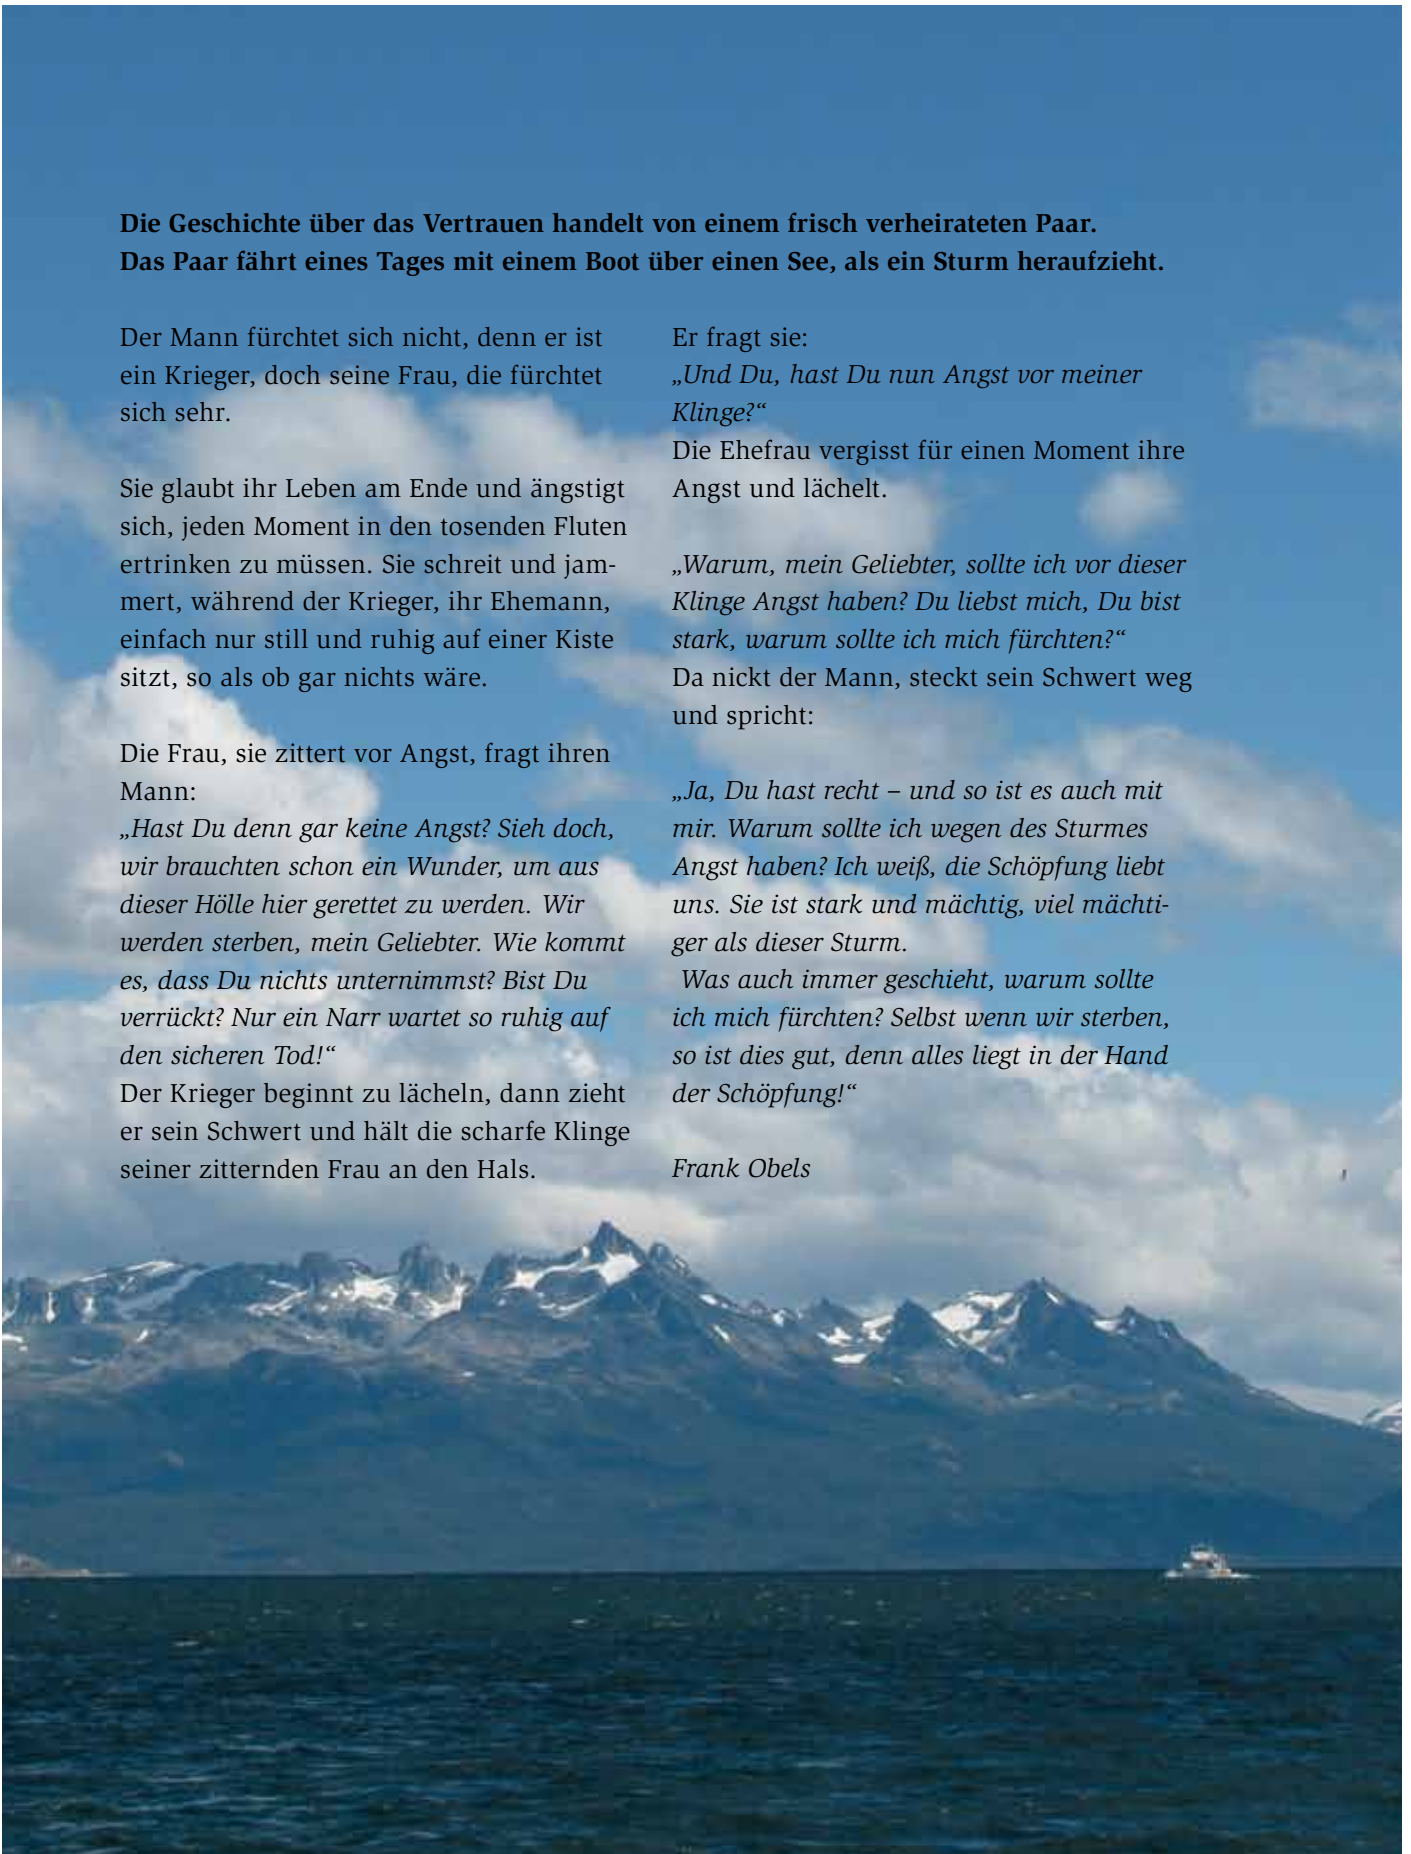 Die Geschichte über das Vertrauen handelt von einem frisch verheirateten Paar.
Das Paar fährt eines Tages mit einem Boot über einen See, als ein Sturm heraufzieht.
Der Mann fürchtet sich nicht, denn er ist
ein Krieger, doch seine Frau, die fürchtet
sich sehr.
Sie glaubt ihr Leben am Ende und ängstigt
sich, jeden Moment in den tosenden Fluten
ertrinken zu müssen. Sie schreit und jam-
mert, während der Krieger, ihr Ehemann,
einfach nur still und ruhig auf einer Kiste
sitzt, so als ob gar nichts wäre.
Die Frau, sie zittert vor Angst, fragt ihren
Mann:
„Hast Du denn gar keine Angst? Sieh doch,
wir brauchten schon ein Wunder, um aus
dieser Hölle hier gerettet zu werden. Wir
werden sterben, mein Geliebter. Wie kommt
es, dass Du nichts unternimmst? Bist Du
verrückt? Nur ein Narr wartet so ruhig auf
den sicheren Tod!“
Der Krieger beginnt zu lächeln, dann zieht
er sein Schwert und hält die scharfe Klinge
seiner zitternden Frau an den Hals.
Er fragt sie:
„Und Du, hast Du nun Angst vor meiner
Klinge?“
Die Ehefrau vergisst für einen Moment ihre
Angst und lächelt.
„Warum, mein Geliebter, sollte ich vor dieser
Klinge Angst haben? Du liebst mich, Du bist
stark, warum sollte ich mich fürchten?“
Da nickt der Mann, steckt sein Schwert weg
und spricht:
„Ja, Du hast recht – und so ist es auch mit
mir. Warum sollte ich wegen des Sturmes
Angst haben? Ich weiß, die Schöpfung liebt
uns. Sie ist stark und mächtig, viel mächti-
ger als dieser Sturm.
Was auch immer geschieht, warum sollte
ich mich fürchten? Selbst wenn wir sterben,
so ist dies gut, denn alles liegt in der Hand
der Schöpfung!“
Frank Obels